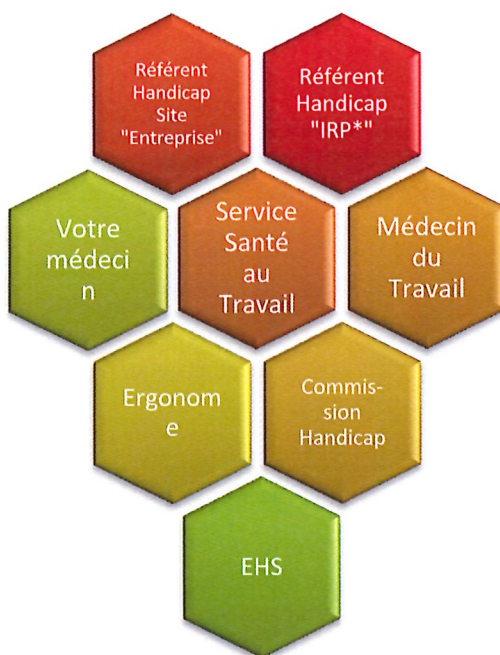 Référent
Handicap
Site
"Entreprise"
Référent
Handicap
"IRP*"
Votre
médeci
n
Service
Santé
au
Travail
Médecin
du
Travail
Ergonom
e
Commis-
sion
Handicap
EHS